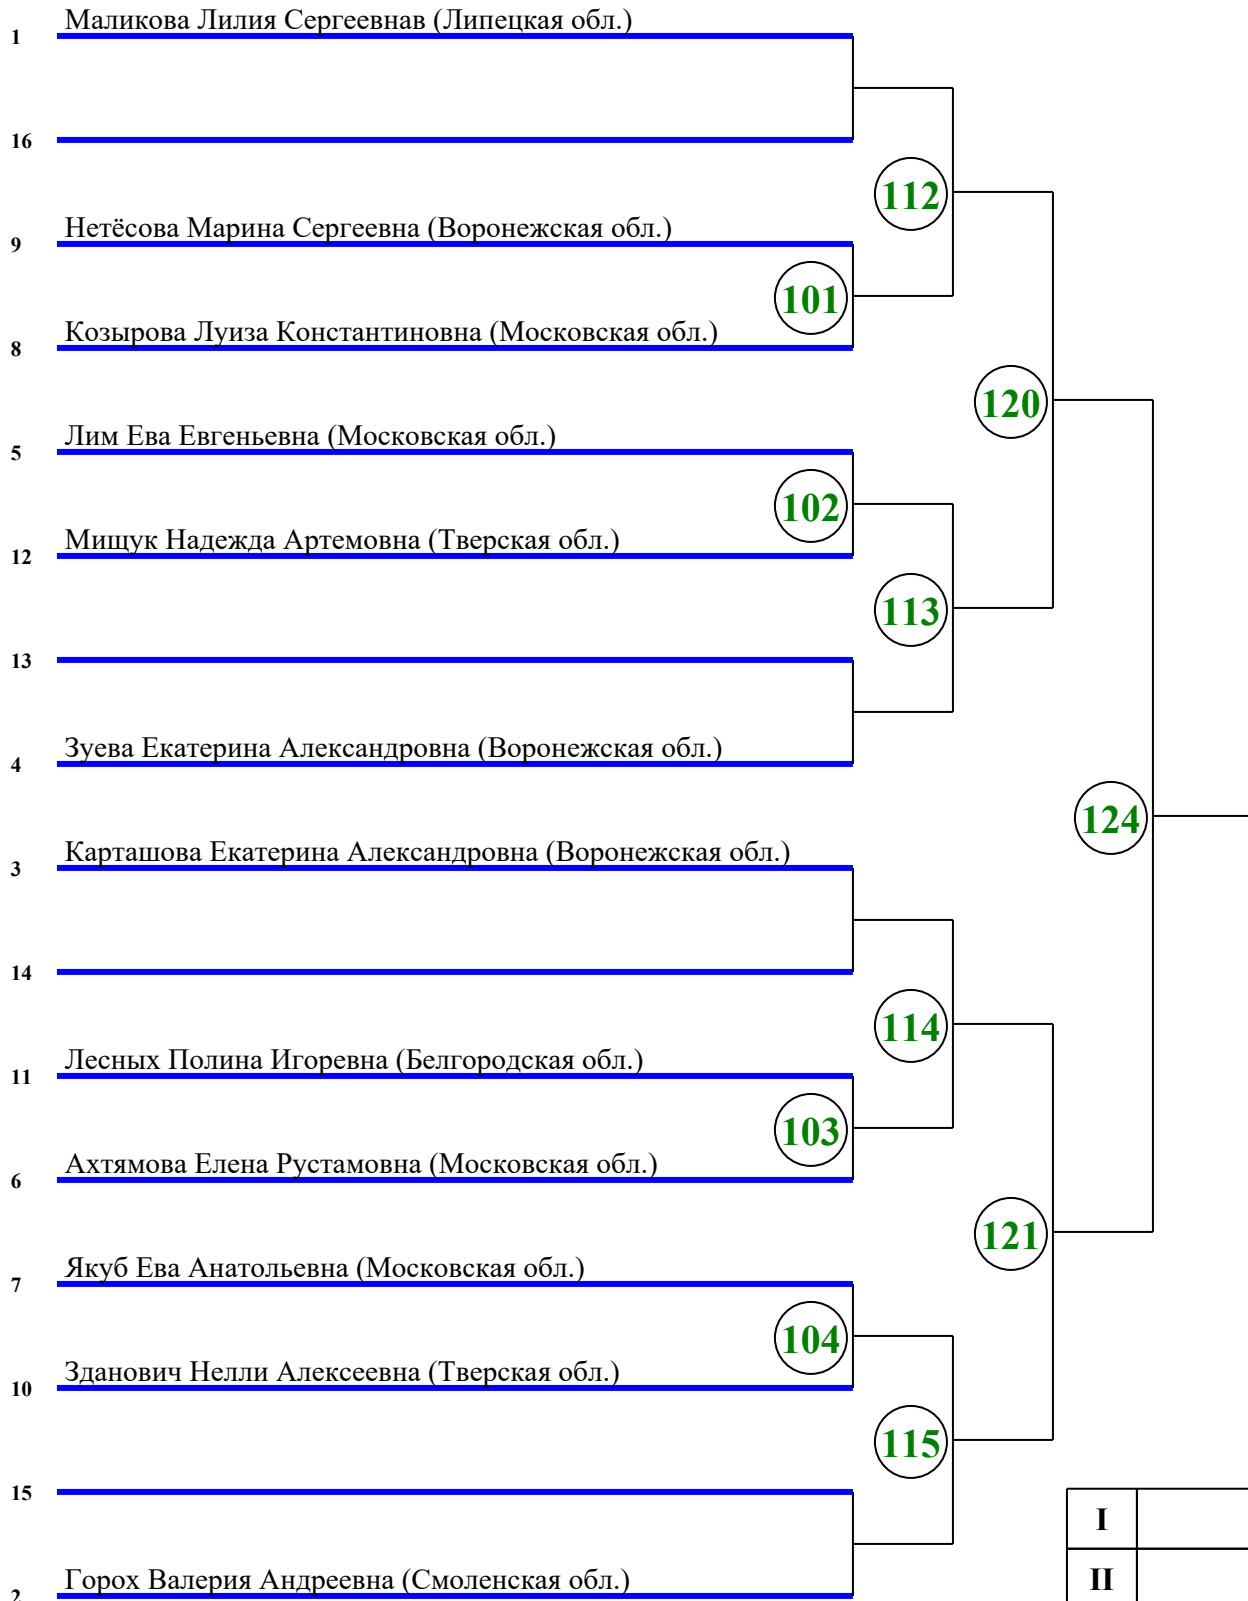 Маликова Лилия Сергеевнав (Липецкая обл.)
1
16
112
Нетёсова Марина Сергеевна (Воронежская обл.)
9
101
Козырова Луиза Константиновна (Московская обл.)
8
120
Лим Ева Евгеньевна (Московская обл.)
5
102
Мищук Надежда Артемовна (Тверская обл.)
12
113
13
Зуева Екатерина Александровна (Воронежская обл.)
4
124
Карташова Екатерина Александровна (Воронежская обл.)
3
14
114
Лесных Полина Игоревна (Белгородская обл.)
11
103
Ахтямова Елена Рустамовна (Московская обл.)
6
121
Якуб Ева Анатольевна (Московская обл.)
7
104
Зданович Нелли Алексеевна (Тверская обл.)
10
115
15
I
Горох Валерия Андреевна (Смоленская обл.)
2
II